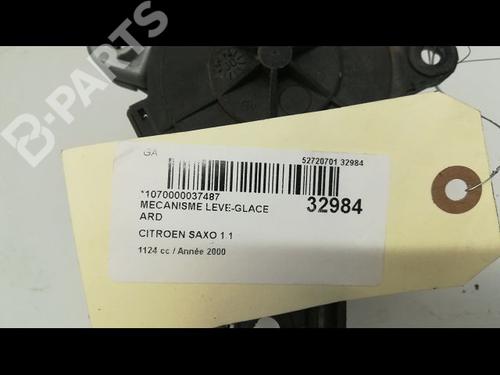 B-PARTS
GA
52720701 32984
*1070000037487
32984
MECANISME LEVE-GLACE
ARD
CITROEN SAXO 1.1
1124 cc / Année 2000